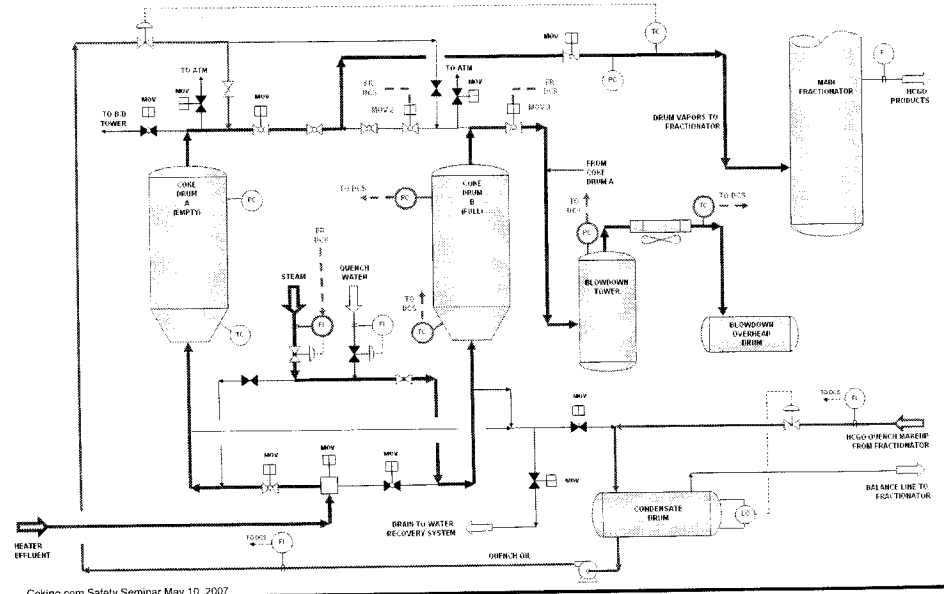 TC
MOV
F
TO ATM
MOV
TO ATM
MOV
PC
HCGO
PRODUCTS
MAIN
FRACTIONATOR
DCS
DCS
MOV
MOV
MOV
MOV 2
MOV 3
TO B/D
TOWER
DRUM VAPORS TO
FRACTIONATOR
FROM
COKE
DRUM A
COKE
DRUM
A
(EMPTY)
PC
TO DCS
PC
COKE
DRUM
B
(FULL)
TO
DCS
PC
TC
TO DCS
STEAM
QUENCH
WATER
DCS
FI
FI
TO
DCS
TC
TC
BLOWDOWN
TOWER
BLOWDOWN
OVERHEAD
DRUM
MOV
TO DCS
FI
HCGO QUENCH MAKEUP
FROM FRACTIONATOR
MOV
MOV
MOV
MOV
BALANCE LINE TO
FRACTIONATOR
CONDENSATE
DRUM
DRAIN TO WATER
RECOVERY SYSTEM
HEATER
EFFLUENT
TO DCS
FI
QUENCH OIL
Coking.com Safety Seminar May 10, 2007